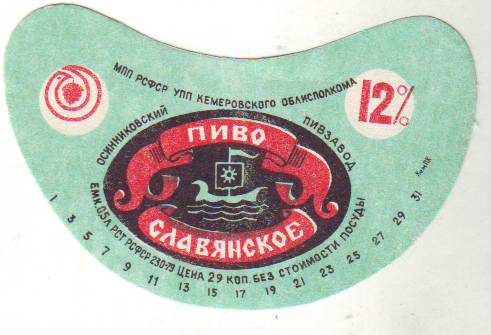 МПП РСФСР УПП КЕМЕРОВСКОГО ОБЛИСПОЛКОМА
12%
ОСИННИКОВСКИЙ ПИВЗАВОД
ПИВО
СЛАВЯНСКОЕ
ЕМК.0,5Л. РСТ РСФСР 230-79 ЦЕНА 29 КОП. БЕЗ СТОИМОСТИ ПОСУДЫ
1 3 5 7 9 11 13 15 17 19 21 23 25 27 29 31